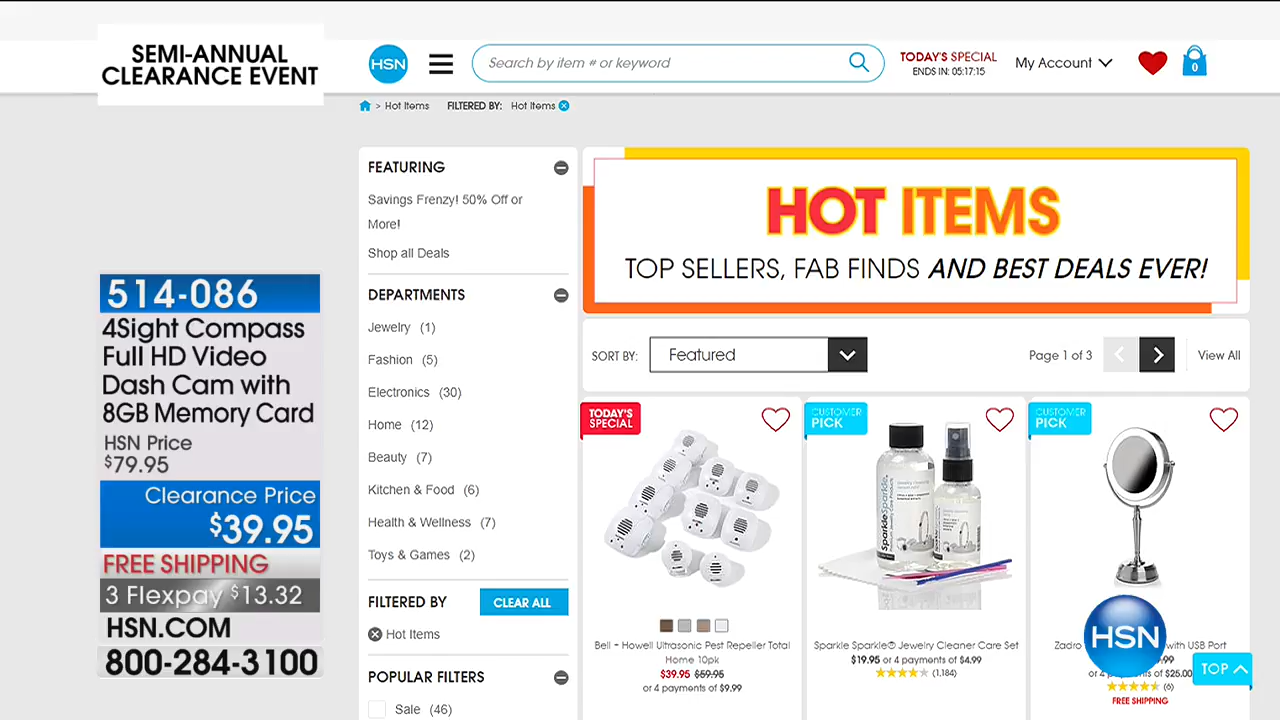 SEMI-ANNUAL
CLEARANCE EVENT
HSN
Search by item # or keyword
TODAY'S SPECIAL
ENDS IN: 05:17:15
My Account
0
> Hot Items
FILTERED BY:
Hot Items
514-086
4Sight Compass
Full HD Video
Dash Cam with
8GB Memory Card
HSN Price
$79.95
Clearance Price
$39.95
FREE SHIPPING
3 Flexpay $13.32
HSN.COM
800-284-3100
FEATURING
Savings Frenzy! 50% Off or
More!
Shop all Deals
DEPARTMENTS
Jewelry (1)
Fashion (5)
Electronics (30)
Home (12)
Beauty (7)
Kitchen & Food (6)
Health & Wellness (7)
Toys & Games (2)
FILTERED BY
CLEAR ALL
Hot Items
POPULAR FILTERS
Sale (46)
HOT ITEMS
TOP SELLERS, FAB FINDS AND BEST DEALS EVER!
SORT BY:
Featured
Page 1 of 3
View All
TODAY'S
SPECIAL
Bell + Howell Ultrasonic Pest Repeller Total
Home 10pk
$39.95 $59.95
or 4 payments of $9.99
CUSTOMER
PICK
SparkleSparkle
Sparkle Sparkle® Jewelry Cleaner Care Set
$19.95 or 4 payments of $4.99
(1,184)
CUSTOMER
PICK
Zadro with USB Port
.99
or 4 payments of $25.00
(6)
FREE SHIPPING
HSN
TOP